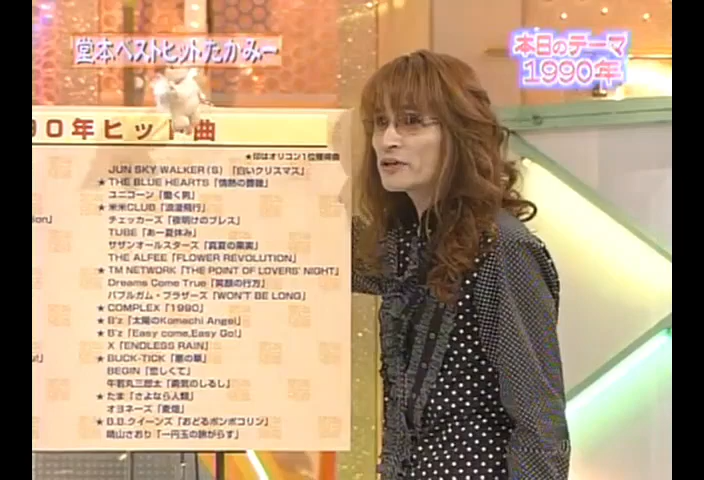 堂本ベストヒットたかみー
本日のテーマ
1990年
90年ヒット曲
★印はオリコン1位獲得曲
JUN SKY WALKER(S) 「白いクリスマス」
★ THE BLUE HEARTS 「情熱の薔薇」
ユニコーン 「働く男」
★ 米米CLUB 「浪漫飛行」
チェッカーズ 「夜明けのブレス」
TUBE 「あー夏休み」
サザンオールスターズ 「真夏の果実」
THE ALFEE 「FLOWER REVOLUTION」
★ TM NETWORK 「THE POINT OF LOVERS' NIGHT」
Dreams Come True 「笑顔の行方」
バブルガム・ブラザーズ 「WON'T BE LONG」
★ COMPLEX 「1990」
★ B'z 「太陽のKomachi Angel」
★ B'z 「Easy come,Easy Go!」
X 「ENDLESS RAIN」
★ BUCK-TICK 「悪の華」
BEGIN 「恋しくて」
牛若丸三郎太 「勇気のしるし」
★ たま 「さよなら人類」
オヨネーズ 「麦畑」
★ B.B.クイーンズ 「おどるポンポコリン」
晴山さおり 「一円玉の旅がらす」